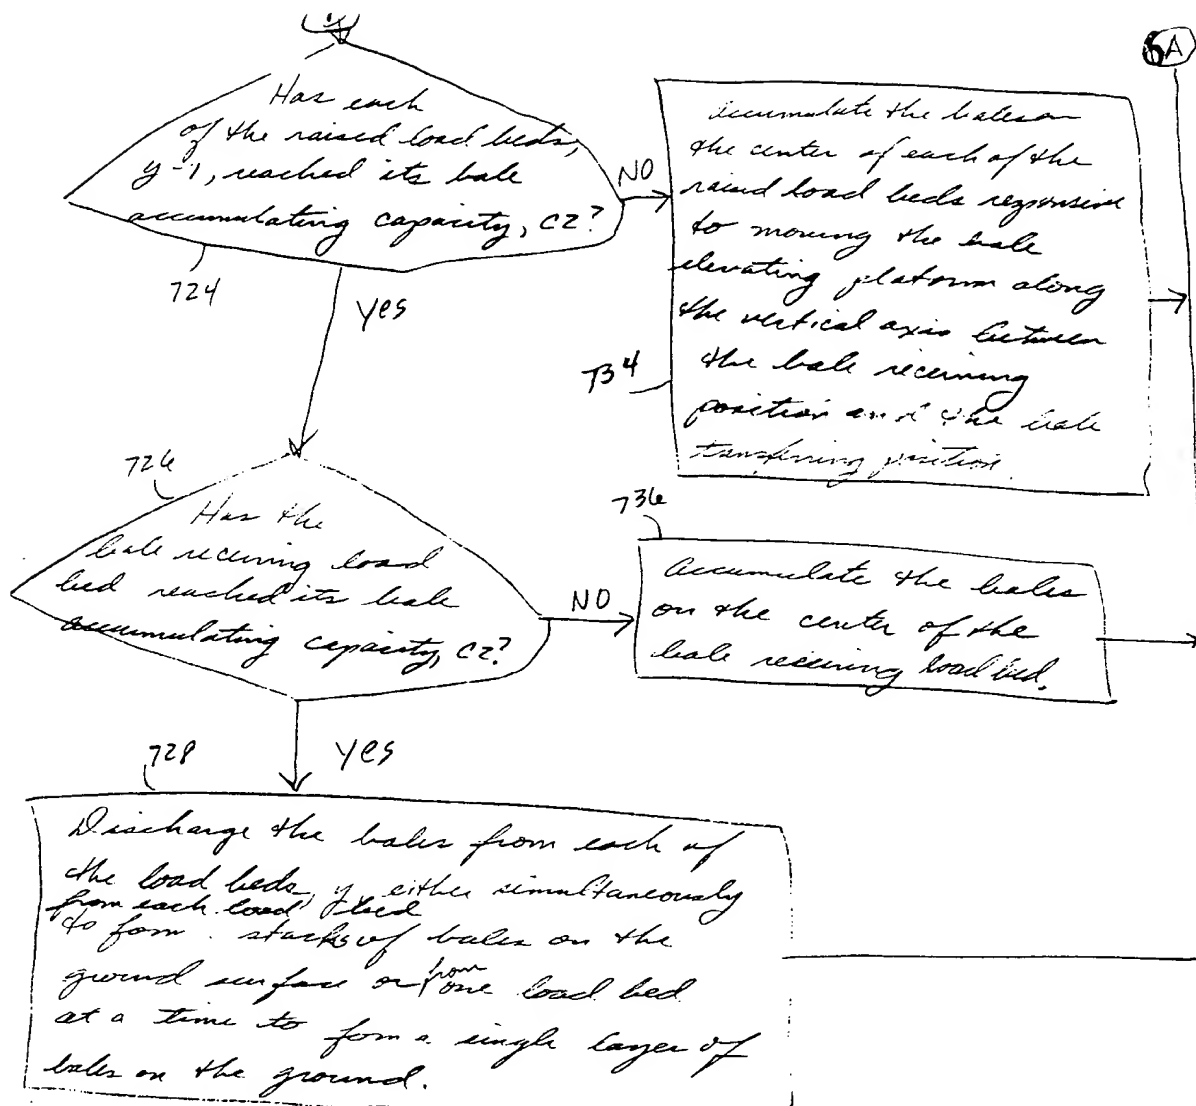 6A
Has each
of the raised load beds,
y-1, reached its bale
accumulating capacity, C2?
724
NO
yes
Accumulate the bales on
the center of each of the
raised load beds responsive
to moving the bale
elevating platform along
the vertical axis between
the bale receiving
position and the bale
transferring position.
734
726
Has the
bale receiving load
bed reached its bale
accumulating capacity, C2?
NO
yes
736
Accumulate the bales
on the center of the
bale receiving load bed.
728
Discharge the bales from each of
the load beds, y, either simultaneously
from each load bed
to form stacks of bales on the
ground surface or from one load bed
at a time to form a single layer of
bales on the ground.